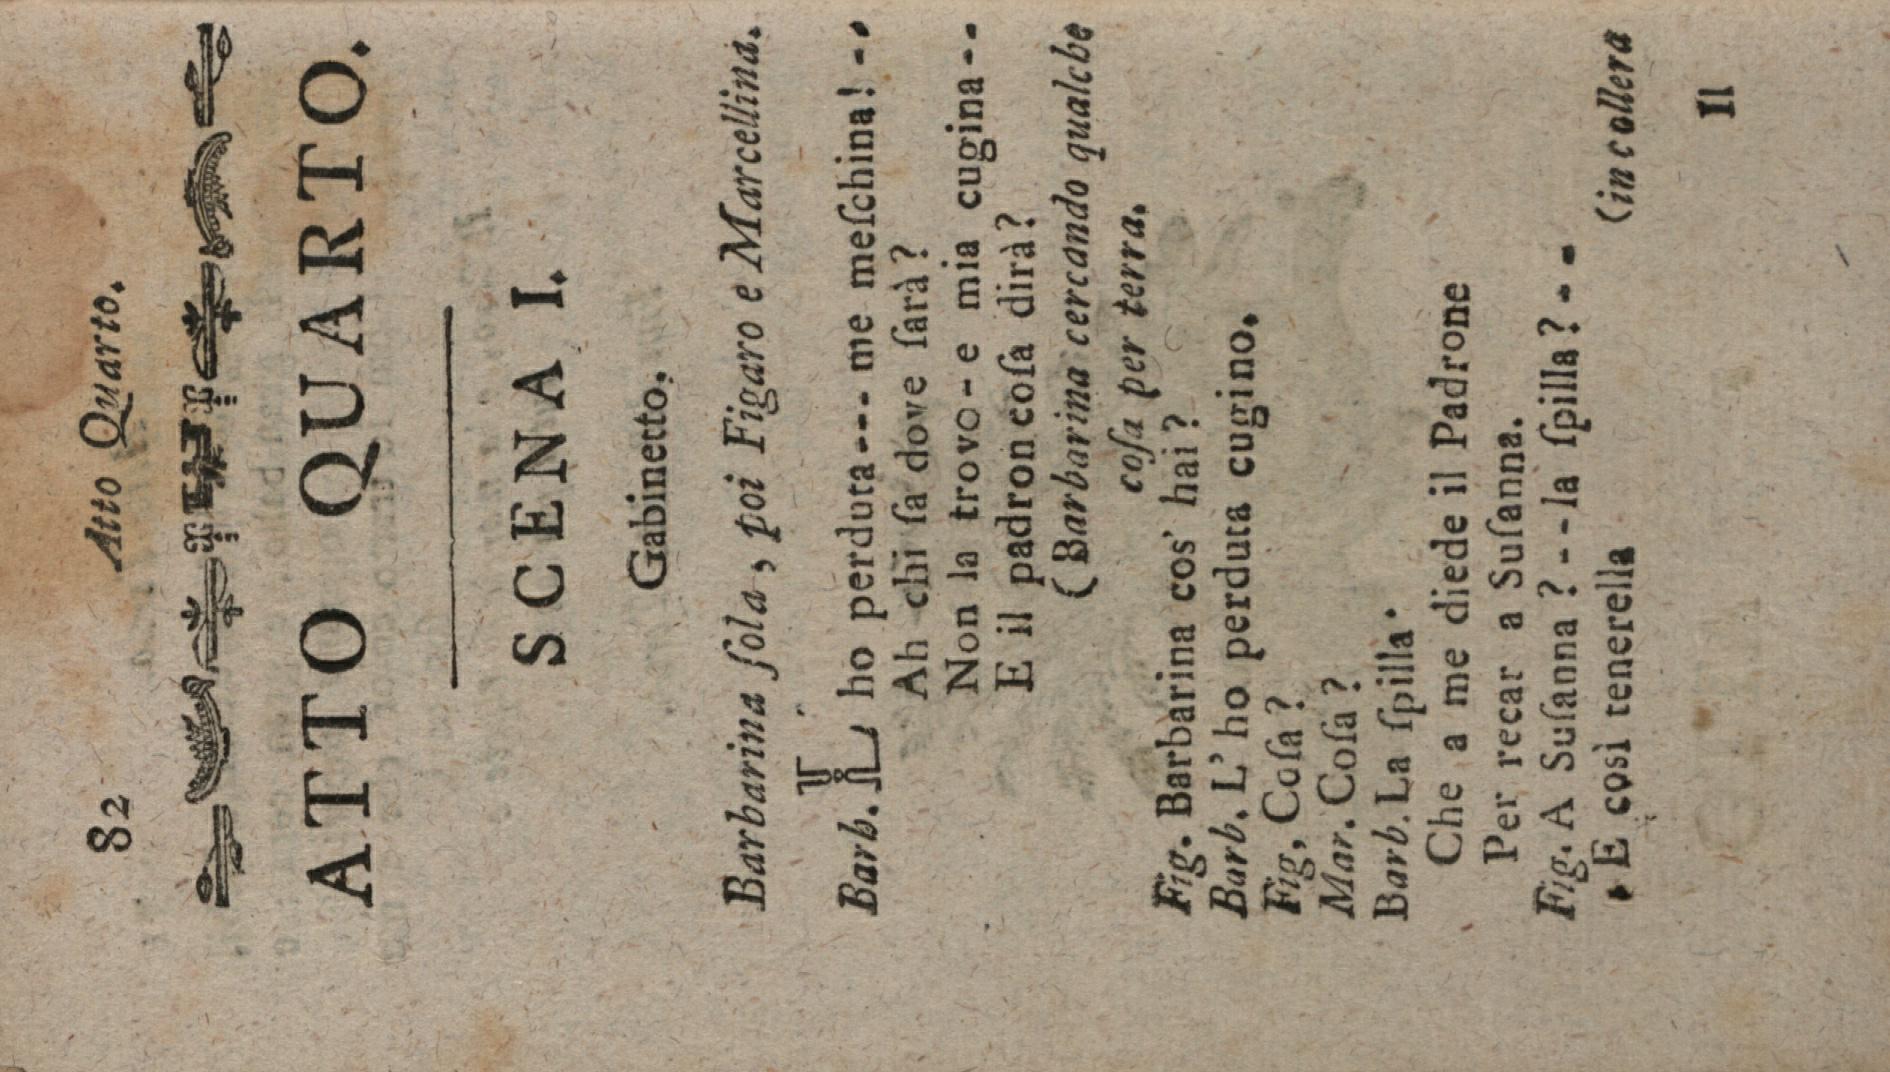 82 Atto Quarto.
ATTO QUARTO.
SCENA I.
Gabinetto.
Barbarina ſola, poi Figaro e Marcellina.
Barb. L' ho perduta --- me meſchina! --
Ah chi ſa dove ſarà?
Non la trovo - e mia cugina --
E il padron coſa dirà?
(Barbarina cercando qualche
coſa per terra.
Fig. Barbarina cos' hai?
Barb. L' ho perduta cugino.
Fig, Coſa?
Mar. Coſa?
Barb. La ſpilla.
Che a me diede il Padrone
Per recar a Suſanna.
Fig. A Suſanna? -- la ſpilla? --
E così tenerella
(in collera
Il